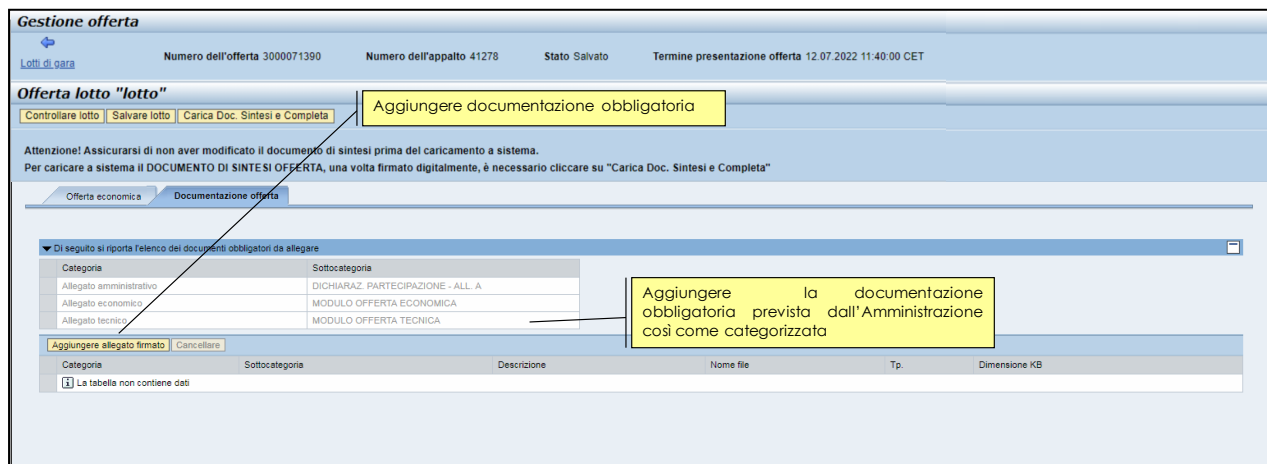 Gestione offerta
Lotti di gara
Numero dell'offerta 3000071390 Numero dell'appalto 41278 Stato Salvato Termine presentazione offerta 12.07.2022 11:40:00 CET
Offerta lotto "lotto"
Aggiungere documentazione obbligatoria
Controllare lotto Salvare lotto Carica Doc. Sintesi e Completa
Attenzione! Assicurarsi di non aver modificato il documento di sintesi prima del caricamento a sistema.
Per caricare a sistema il DOCUMENTO DI SINTESI OFFERTA, una volta firmato digitalmente, è necessario cliccare su "Carica Doc. Sintesi e Completa"
Offerta economica Documentazione offerta
Di seguito si riporta l'elenco dei documenti obbligatori da allegare
Categoria Sottocategoria
Allegato amministrativo DICHIARAZ. PARTECIPAZIONE - ALL. A
Allegato economico MODULO OFFERTA ECONOMICA
Allegato tecnico MODULO OFFERTA TECNICA
Aggiungere la documentazione
obbligatoria prevista dall'Amministrazione
così come categorizzata
Aggiungere allegato firmato Cancellare
Categoria Sottocategoria Descrizione Nome file Tp. Dimensione KB
La tabella non contiene dati